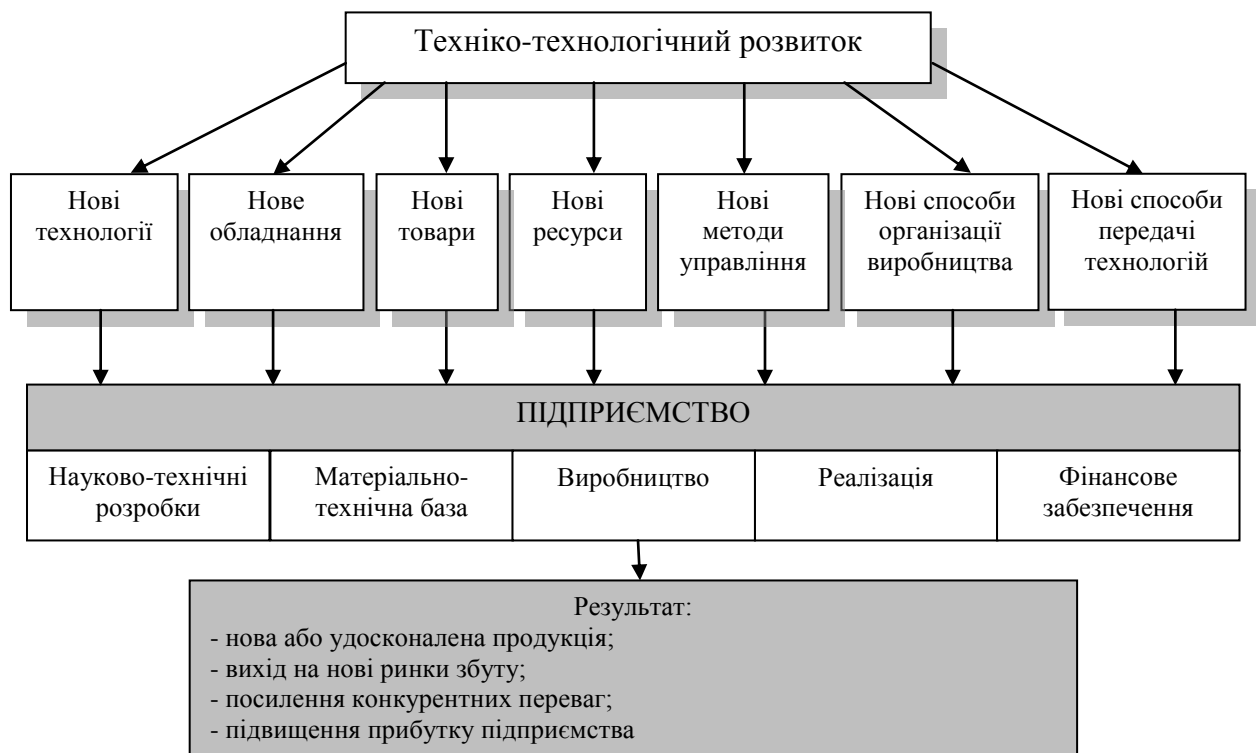 Техніко-технологічний розвиток
Нові
технології
Нове
обладнання
Нові
товари
Нові
ресурси
Нові
методи
управління
Нові способи
організації
виробництва
Нові способи
передачі
технологій
ПІДПРИЄМСТВО
Науково-технічні
розробки
Матеріально-
технічна база
Виробництво
Реалізація
Фінансове
забезпечення
Результат:
- нова або удосконалена продукція;
- вихід на нові ринки збуту;
- посилення конкурентних переваг;
- підвищення прибутку підприємства